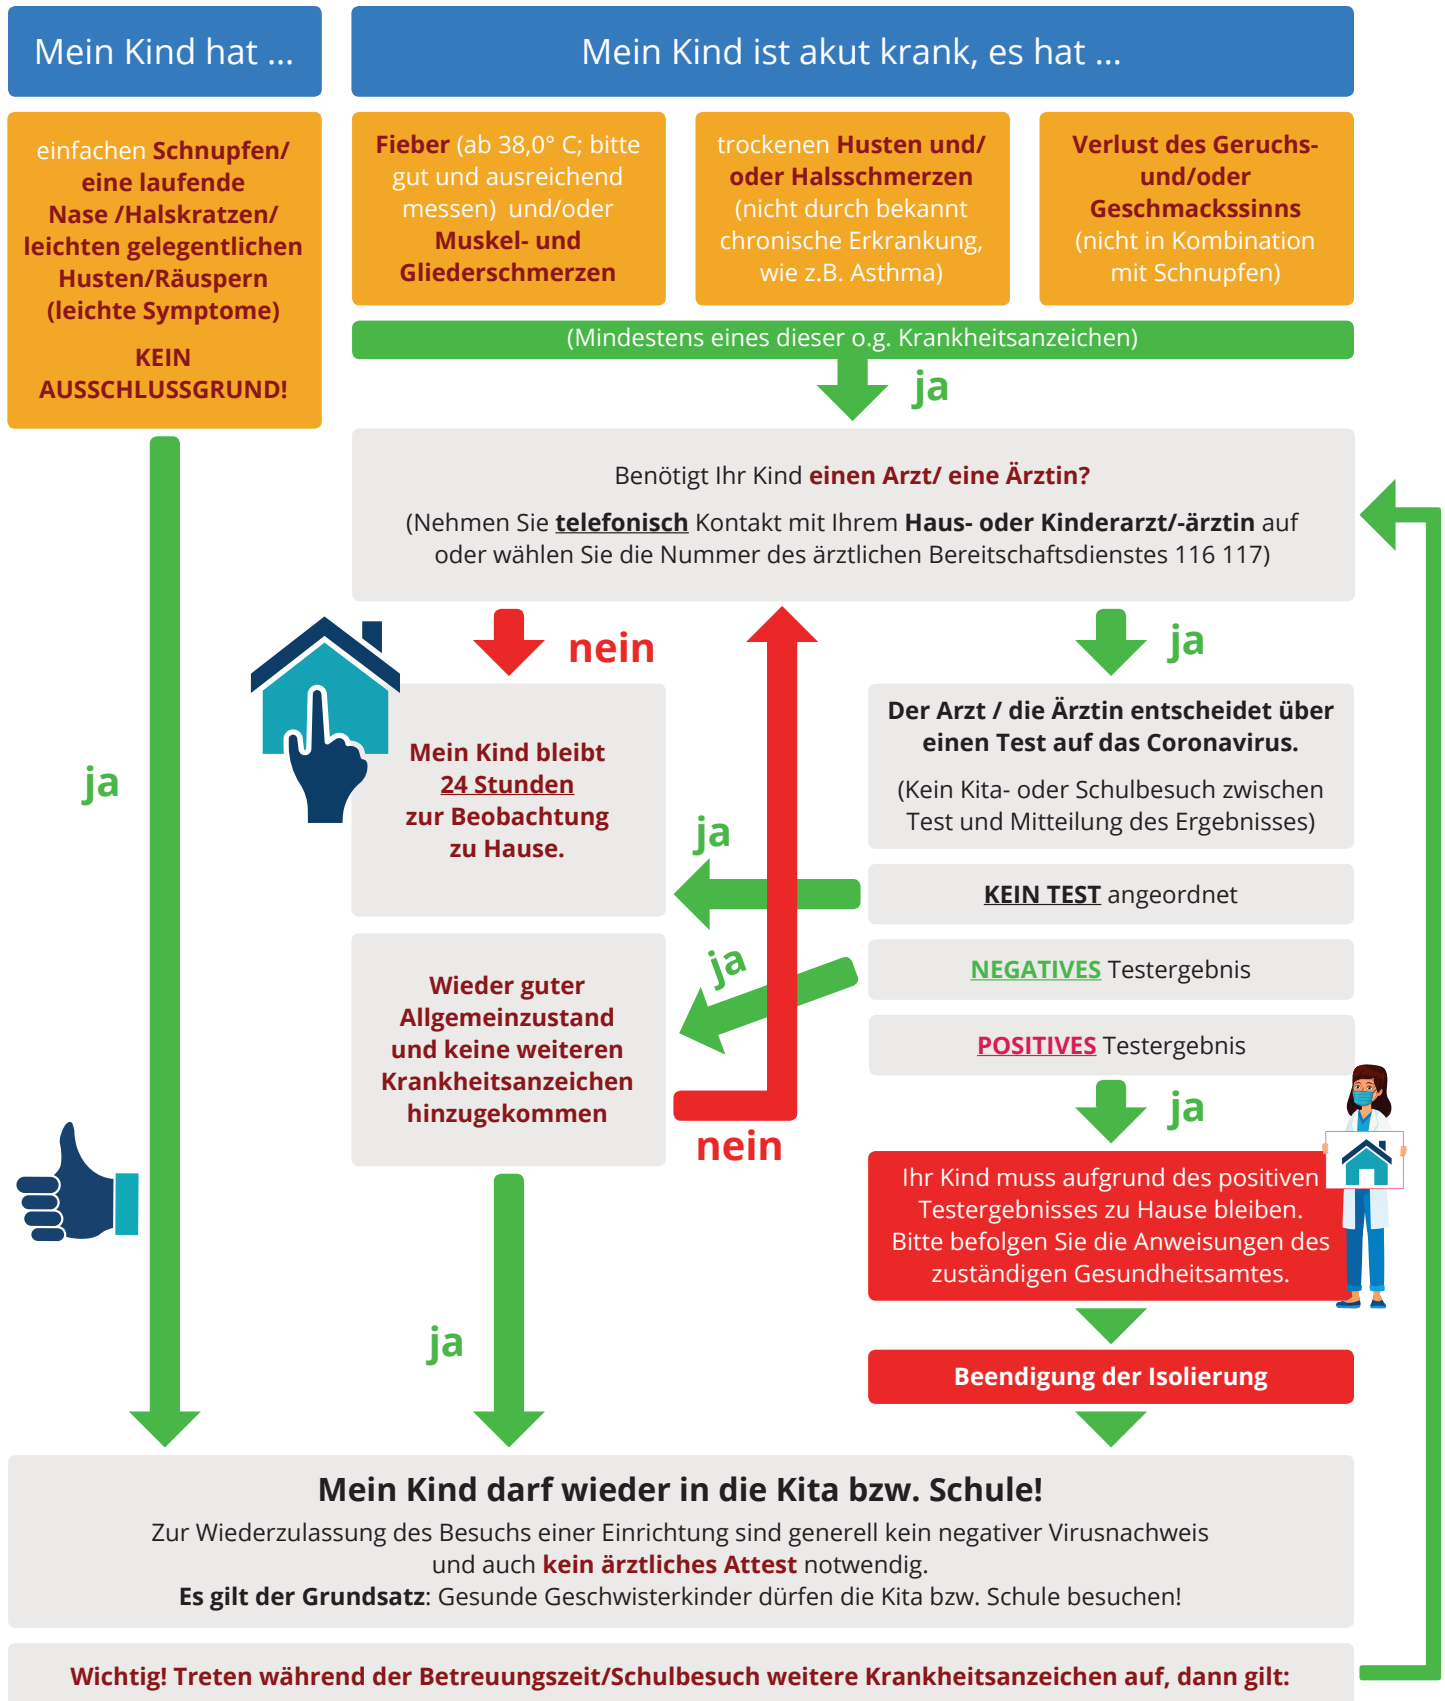 Mein Kind hat ...
Mein Kind ist akut krank, es hat ...
einfachen Schnupfen/
eine laufende
Nase /Halskratzen/
leichten gelegentlichen
Husten/Räuspern
(leichte Symptome)
KEIN
AUSSCHLUSSGRUND!
Fieber (ab 38,0° C; bitte
gut und ausreichend
messen) und/oder
Muskel- und
Gliederschmerzen
trockenen Husten und/
oder Halsschmerzen
(nicht durch bekannt
chronische Erkrankung,
wie z.B. Asthma)
Verlust des Geruchs-
und/oder
Geschmackssinns
(nicht in Kombination
mit Schnupfen)
(Mindestens eines dieser o.g. Krankheitsanzeichen)
ja
Benötigt Ihr Kind einen Arzt/ eine Ärztin?
(Nehmen Sie telefonisch Kontakt mit Ihrem Haus- oder Kinderarzt/-ärztin auf
oder wählen Sie die Nummer des ärztlichen Bereitschaftsdienstes 116 117)
nein
ja
Mein Kind bleibt
24 Stunden
zur Beobachtung
zu Hause.
Der Arzt / die Ärztin entscheidet über
einen Test auf das Coronavirus.
(Kein Kita- oder Schulbesuch zwischen
Test und Mitteilung des Ergebnisses)
ja
ja
KEIN TEST angeordnet
ja
NEGATIVES Testergebnis
Wieder guter
Allgemeinzustand
und keine weiteren
Krankheitsanzeichen
hinzugekommen
POSITIVES Testergebnis
nein
ja
Ihr Kind muss aufgrund des positiven
Testergebnisses zu Hause bleiben.
Bitte befolgen Sie die Anweisungen des
zuständigen Gesundheitsamtes.
ja
Beendigung der Isolierung
Mein Kind darf wieder in die Kita bzw. Schule!
Zur Wiederzulassung des Besuchs einer Einrichtung sind generell kein negativer Virusnachweis
und auch kein ärztliches Attest notwendig.
Es gilt der Grundsatz: Gesunde Geschwisterkinder dürfen die Kita bzw. Schule besuchen!
Wichtig! Treten während der Betreuungszeit/Schulbesuch weitere Krankheitsanzeichen auf, dann gilt: